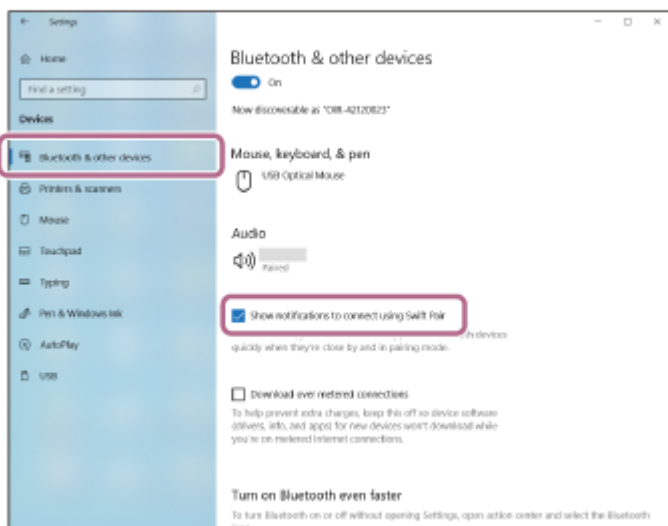 Settings
Home
Find a setting
Devices
Bluetooth & other devices
Printers & scanners
Mouse
Touchpad
Typing
Pen & Windows Ink
AutoPlay
USB
Bluetooth & other devices
On
Now discoverable as
Mouse, keyboard, & pen
USB Optical Mouse
Audio
Paired
Show notifications to connect using Swift Pair
devices
quickly when they're close by and in pairing mode.
Download over metered connections
To help prevent extra charges, keep this off so device software
(drivers, info, and apps) for new devices won't download while
you're on metered internet connections.
Turn on Bluetooth even faster
To turn Bluetooth on or off without opening Settings, open action center and select the Bluetooth